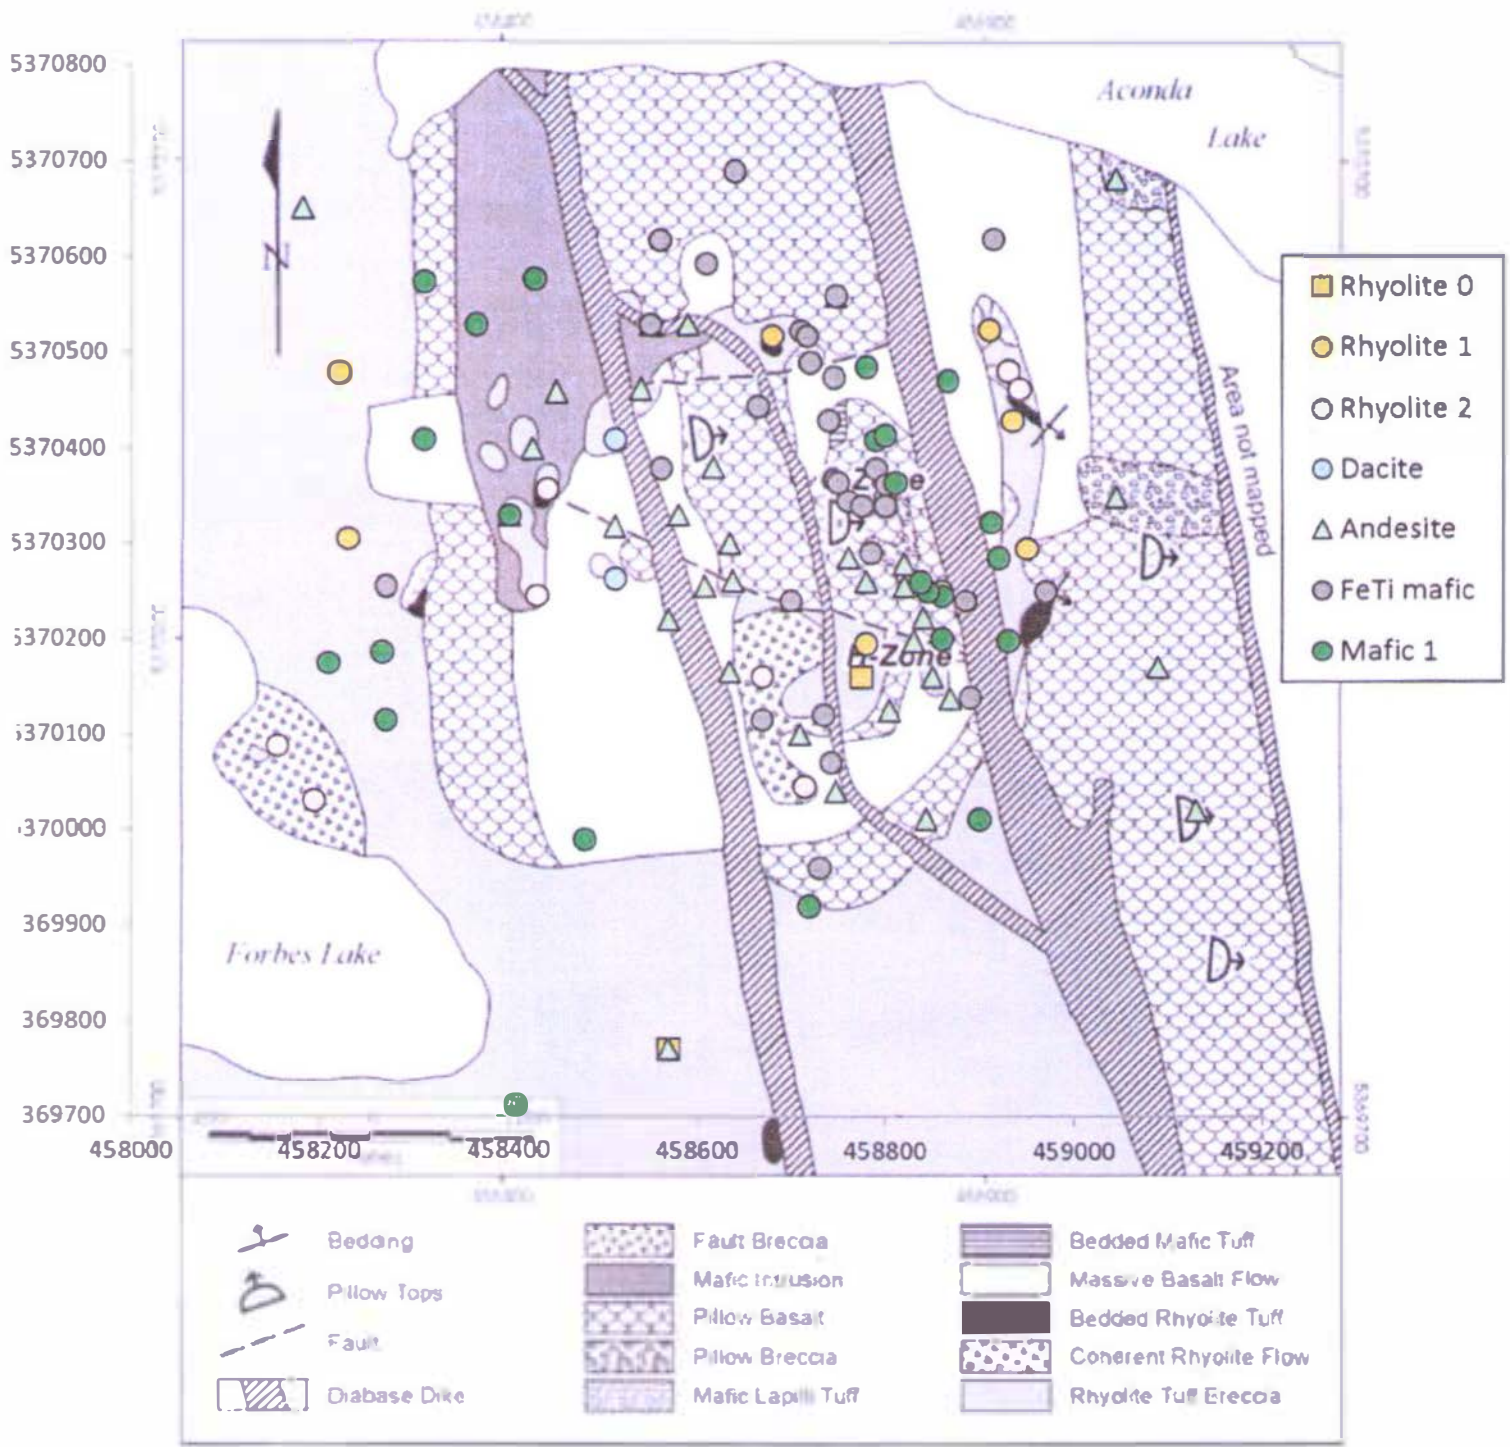 5370800
5370700
5370600
5370500
5370400
5370300
5370200
5370100
370000
369900
369800
369700
458000
458200
458400
458600
458800
459000
459200
Aconda
Lake
N
Forbes Lake
Area not mapped
H-Zone
Rhyolite 0
Rhyolite 1
Rhyolite 2
Dacite
Andesite
FeTi mafic
Mafic 1
5369700
Bedding
Pillow Tops
Fault
Diabase Dike
Fault Breccia
Mafic Intrusion
Pillow Basalt
Pillow Breccia
Mafic Lapilli Tuff
Bedded Mafic Tuff
Massive Basalt Flow
Bedded Rhyolite Tuff
Coherent Rhyolite Flow
Rhyolite Tuff Ereccia